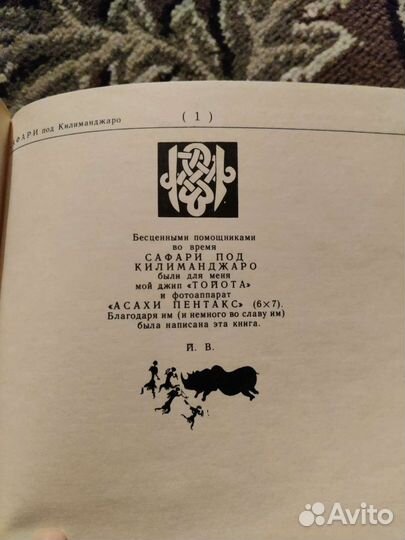 САФАРИ под Килиманджаро
( 1 )
Бесценными помощниками
во время
САФАРИ ПОД
КИЛИМАНДЖАРО
были для меня
мой джип «ТОЙОТА»
и фотоаппарат
«АСАХИ ПЕНТАКС» (6×7).
Благодаря им (и немного во славу им)
была написана эта книга.
Й. В.
Avito